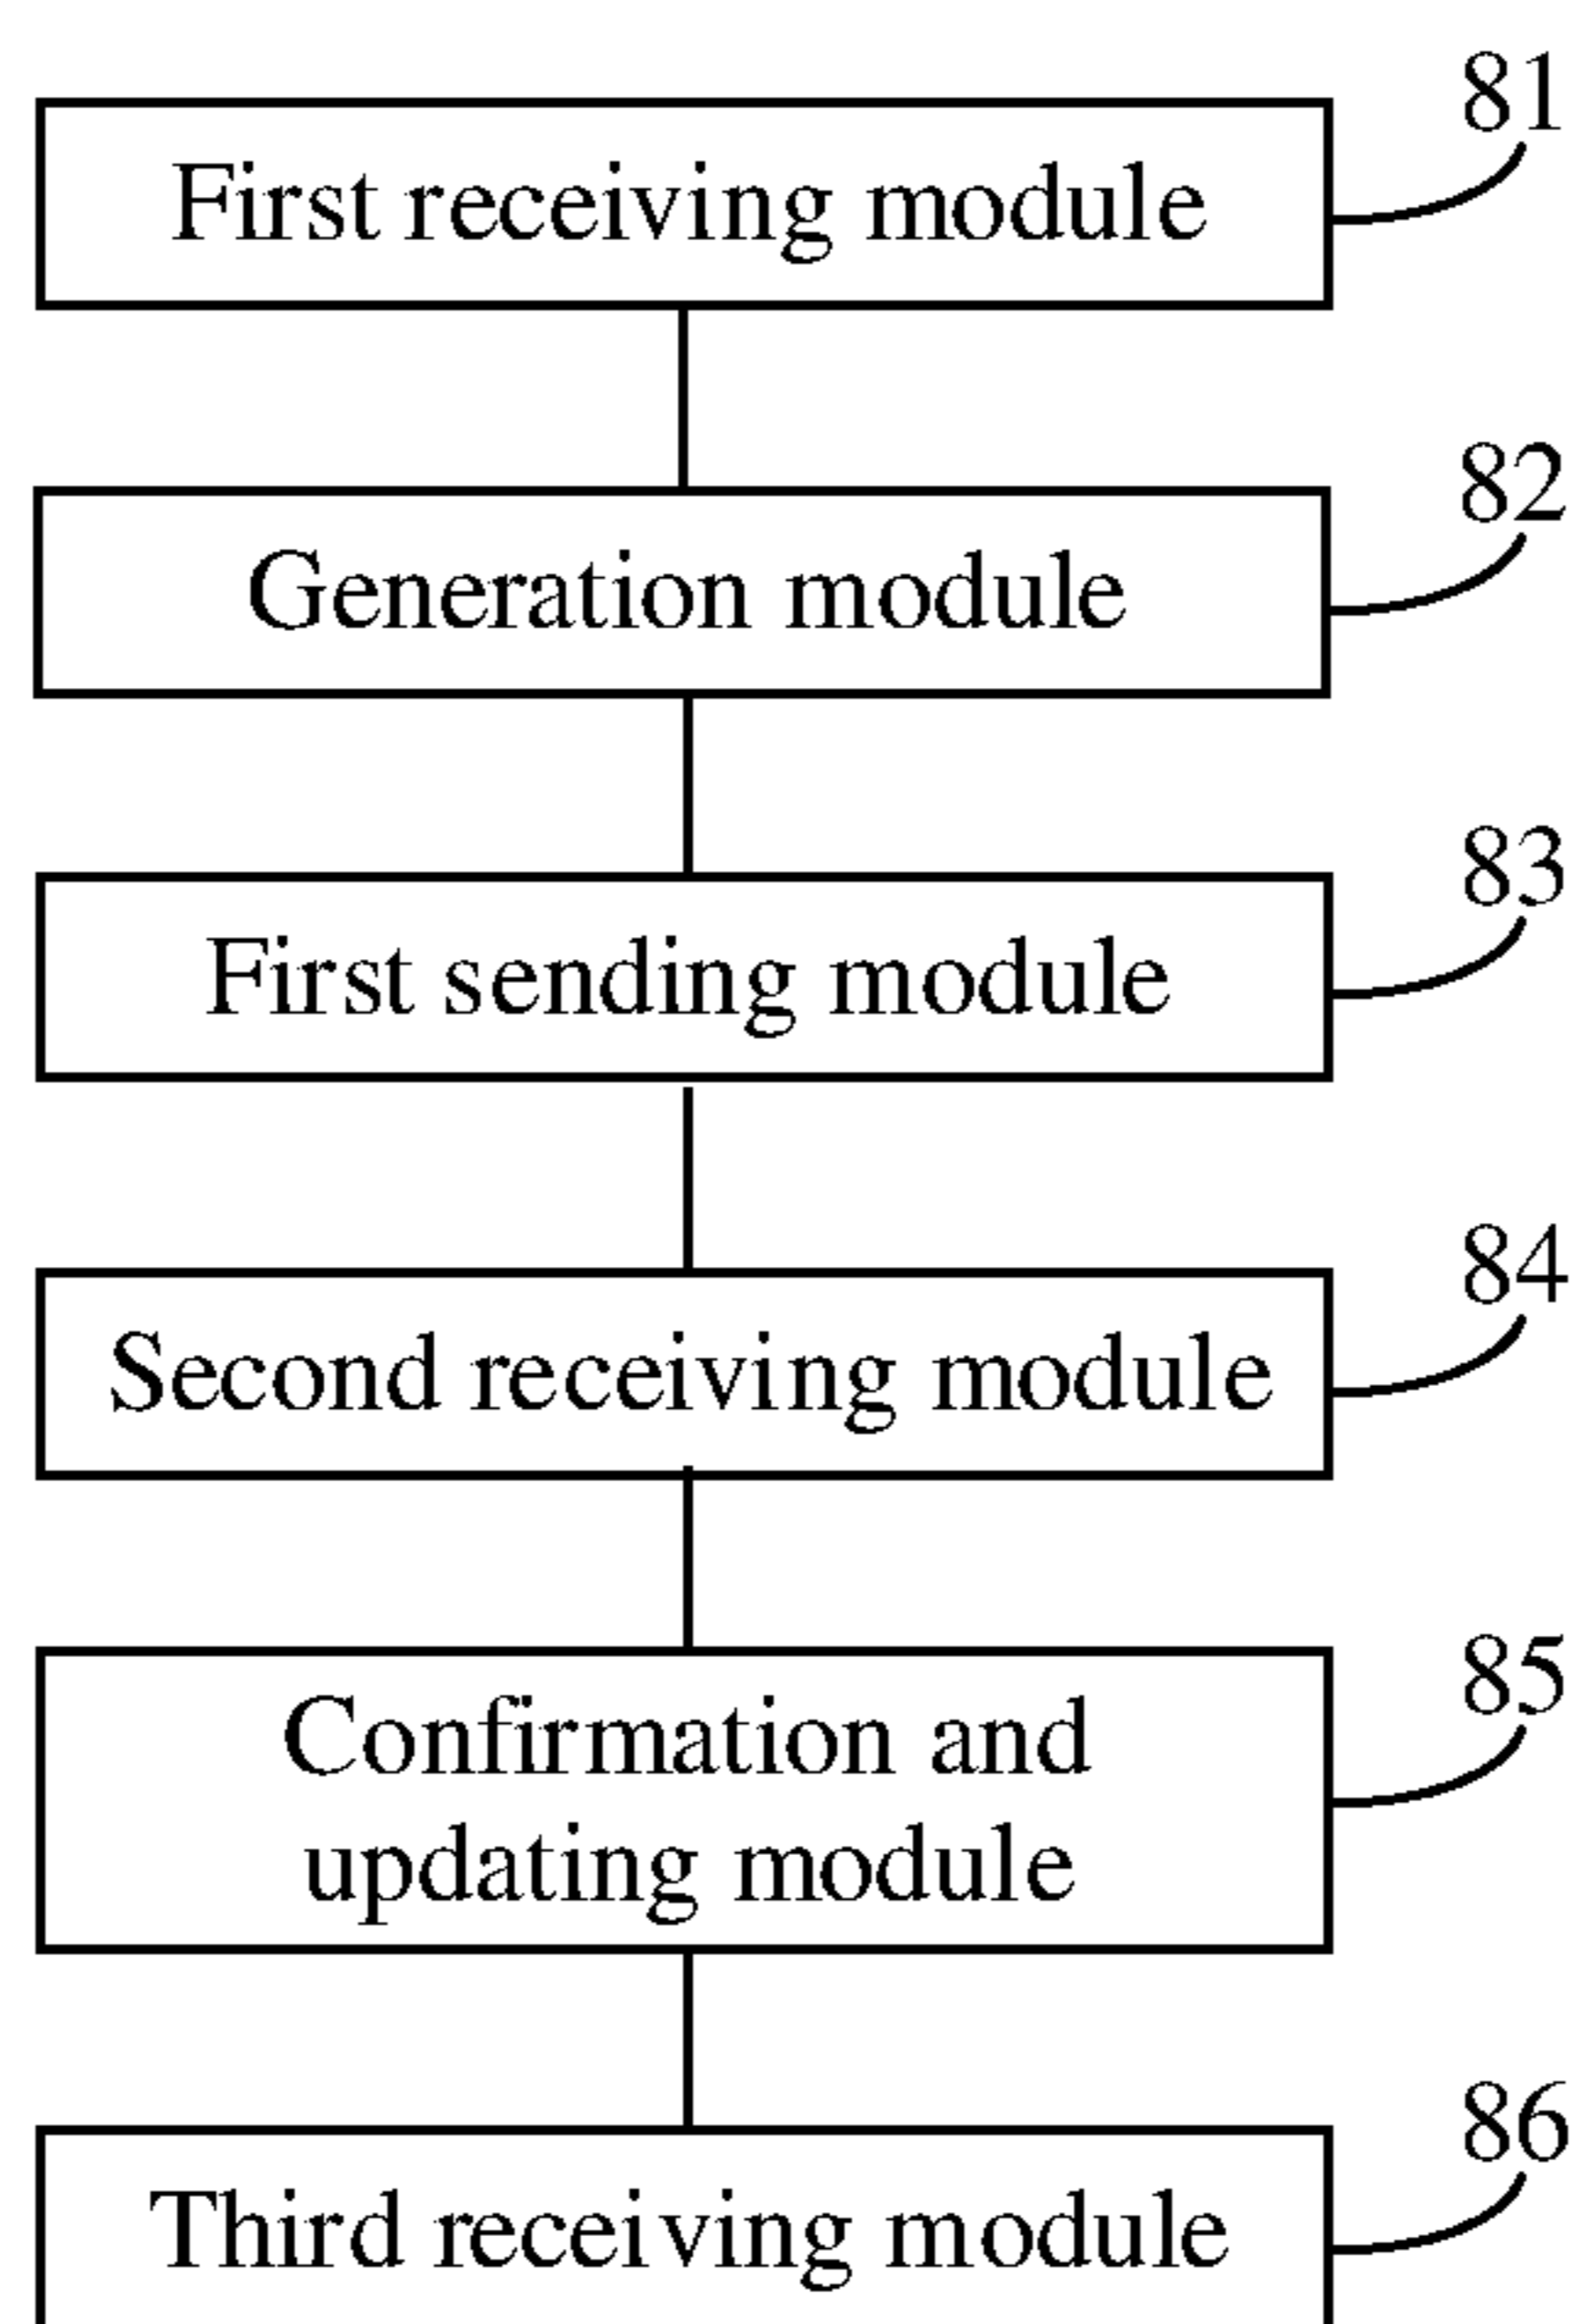 81
First receiving module
82
Generation module
83
First sending module
84
Second receiving module
85
Confirmation and
updating module
86
Third receiving module